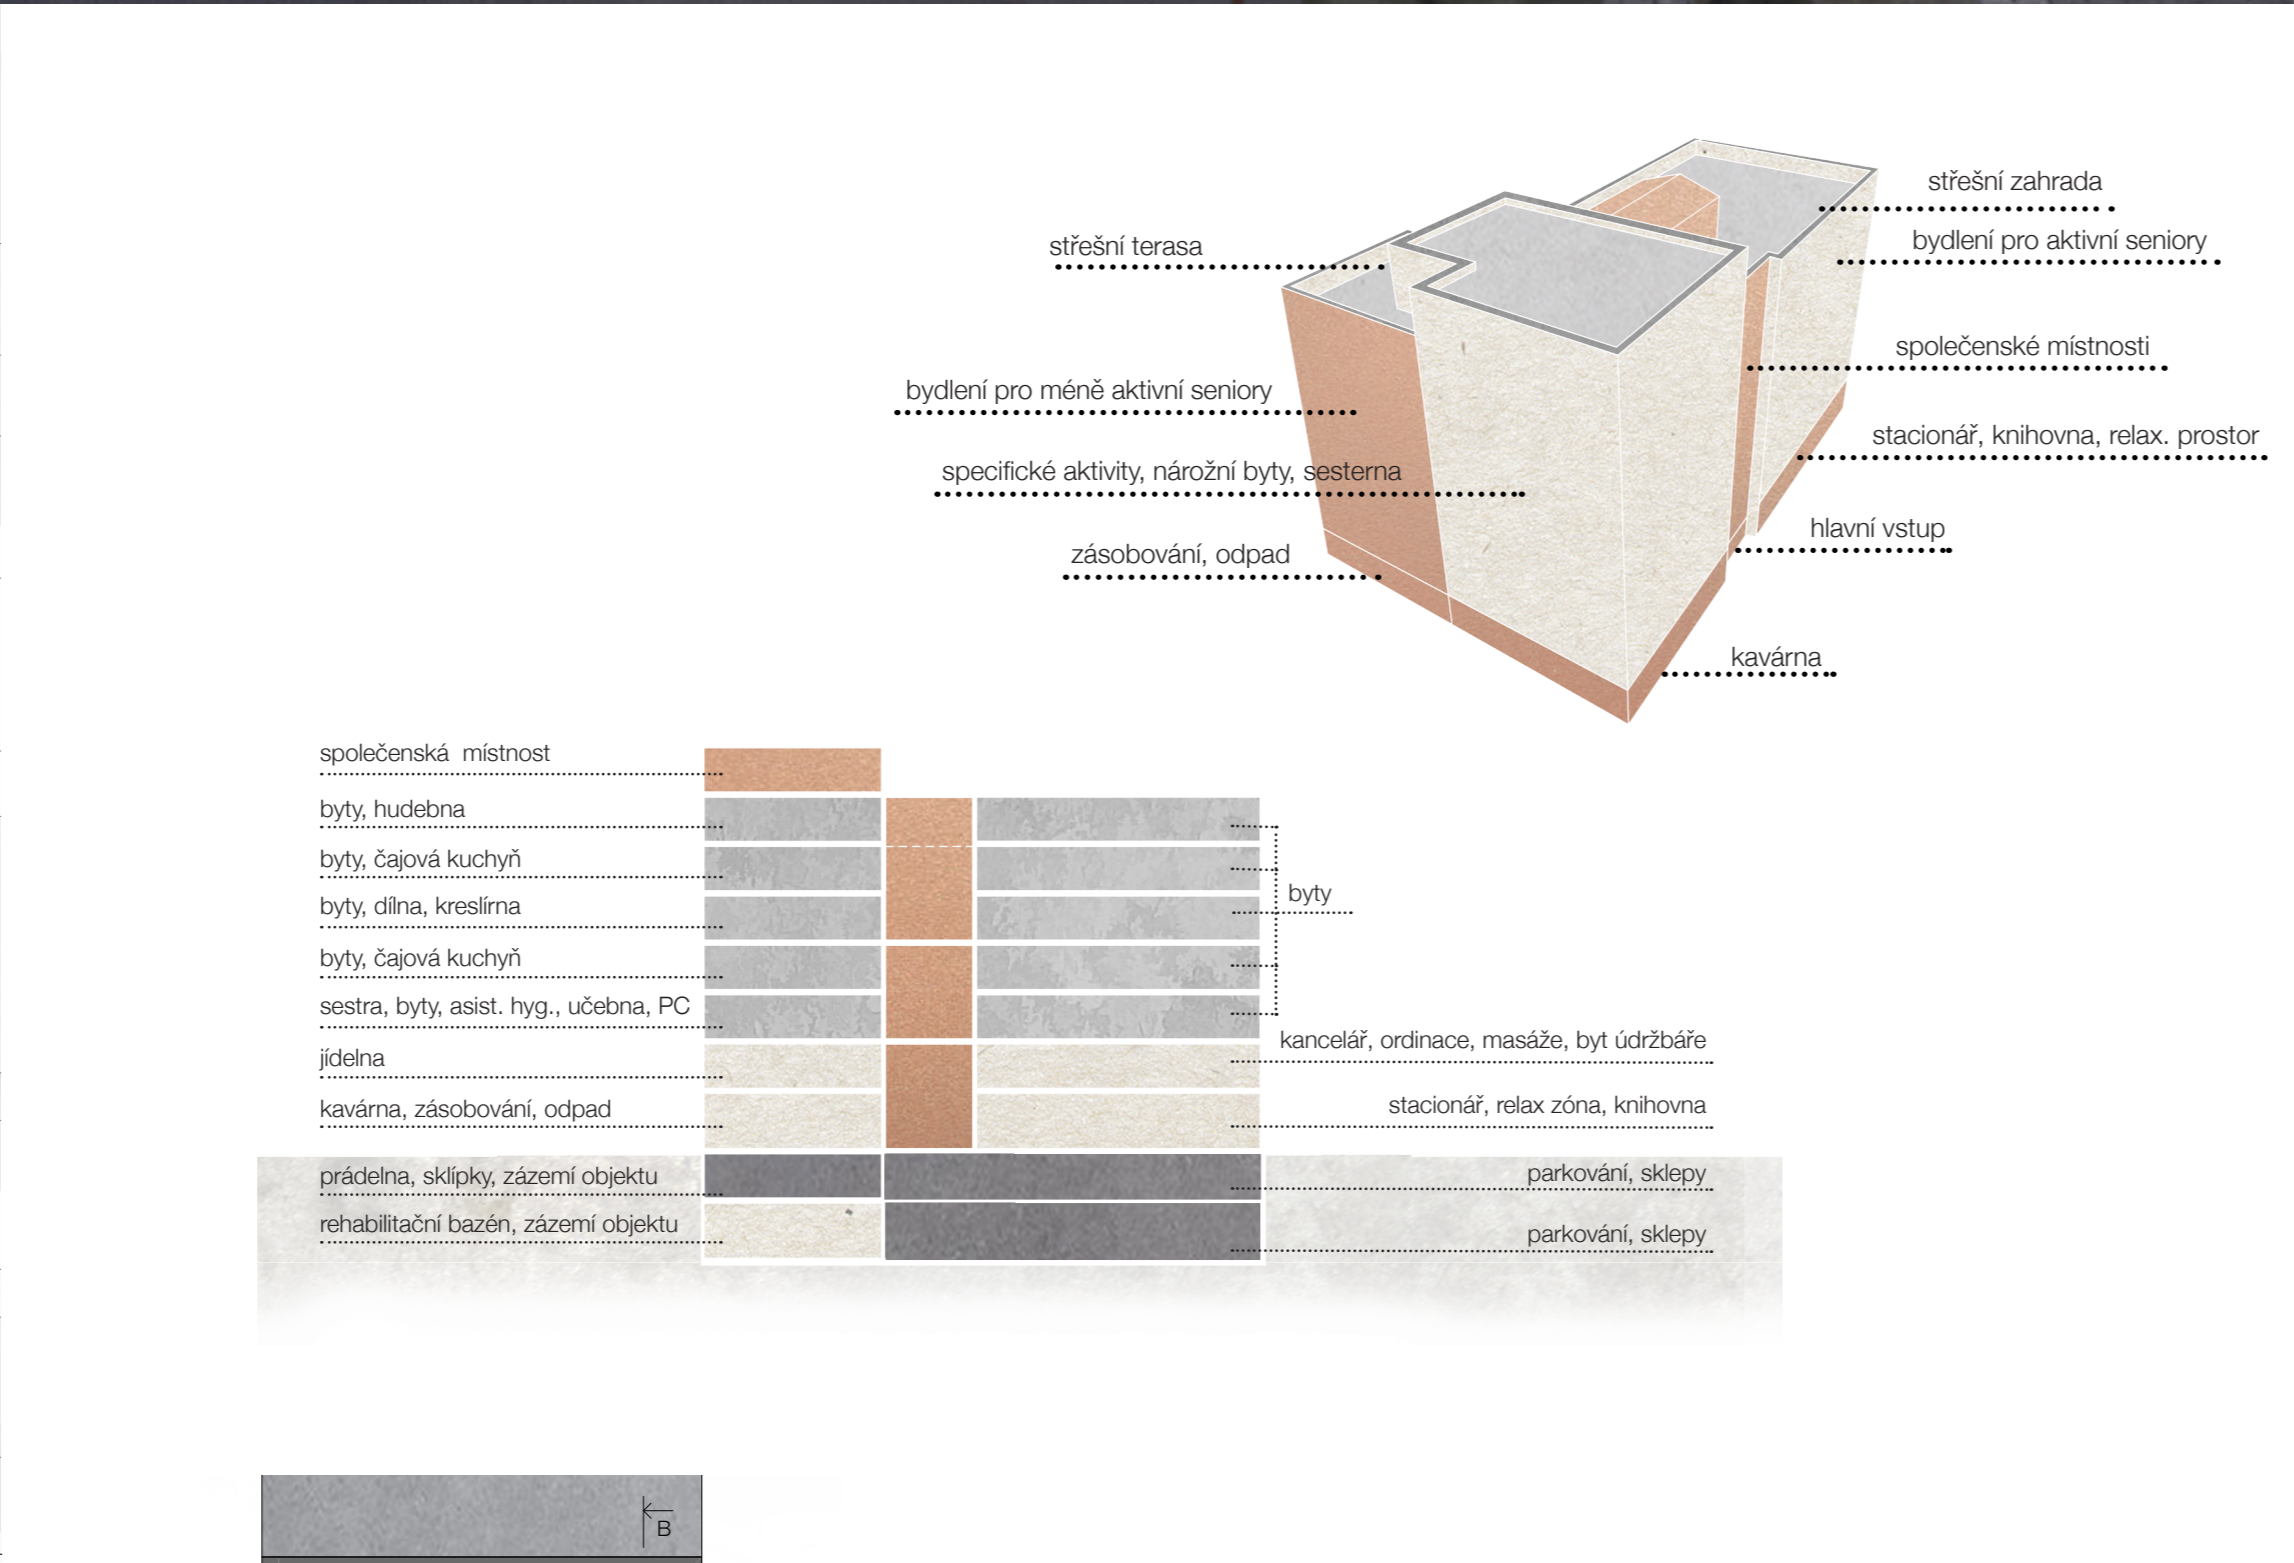 střešní zahrada
střešní terasa
bydlení pro aktivní seniory
společenské místnosti
bydlení pro méně aktivní seniory
stacionář, knihovna, relax. prostor
specifické aktivity, nárožní byty, sesterna
hlavní vstup
zásobování, odpad
kavárna
společenská místnost
byty, hudebna
byty, čajová kuchyň
byty
byty, dílna, kreslírna
byty, čajová kuchyň
sestra, byty, asist. hyg., učebna, PC
kancelář, ordinace, masáže, byt údržbáře
jídelna
stacionář, relax zóna, knihovna
kavárna, zásobování, odpad
prádelna, sklípky, zázemí objektu
parkování, sklepy
rehabilitační bazén, zázemí objektu
parkování, sklepy
B